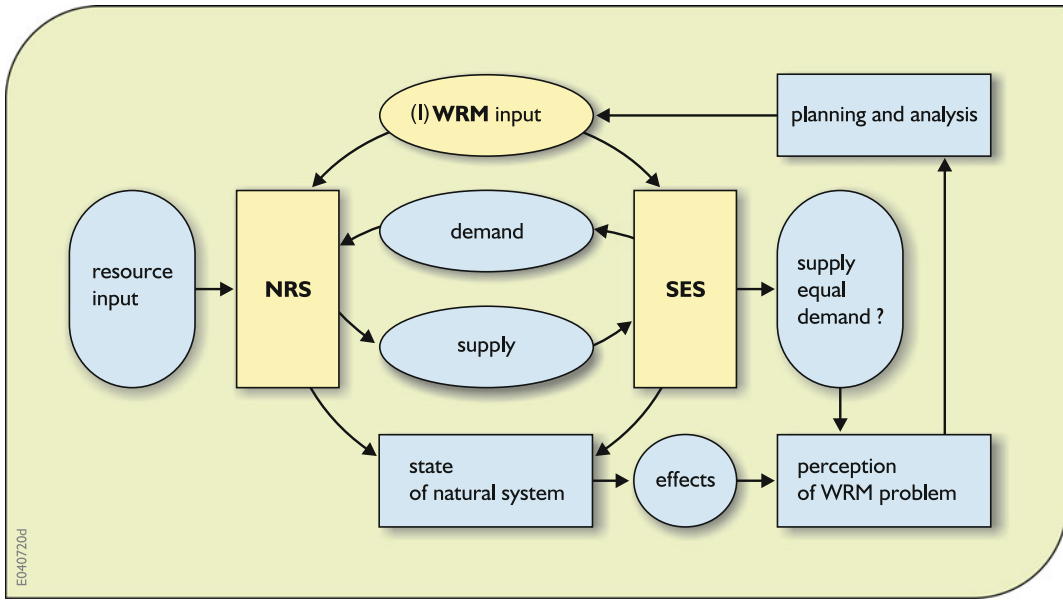 (I) WRM input
planning and analysis
resource
input
NRS
demand
supply
SES
supply
equal
demand ?
state
of natural system
effects
perception
of WRM problem
E040720d